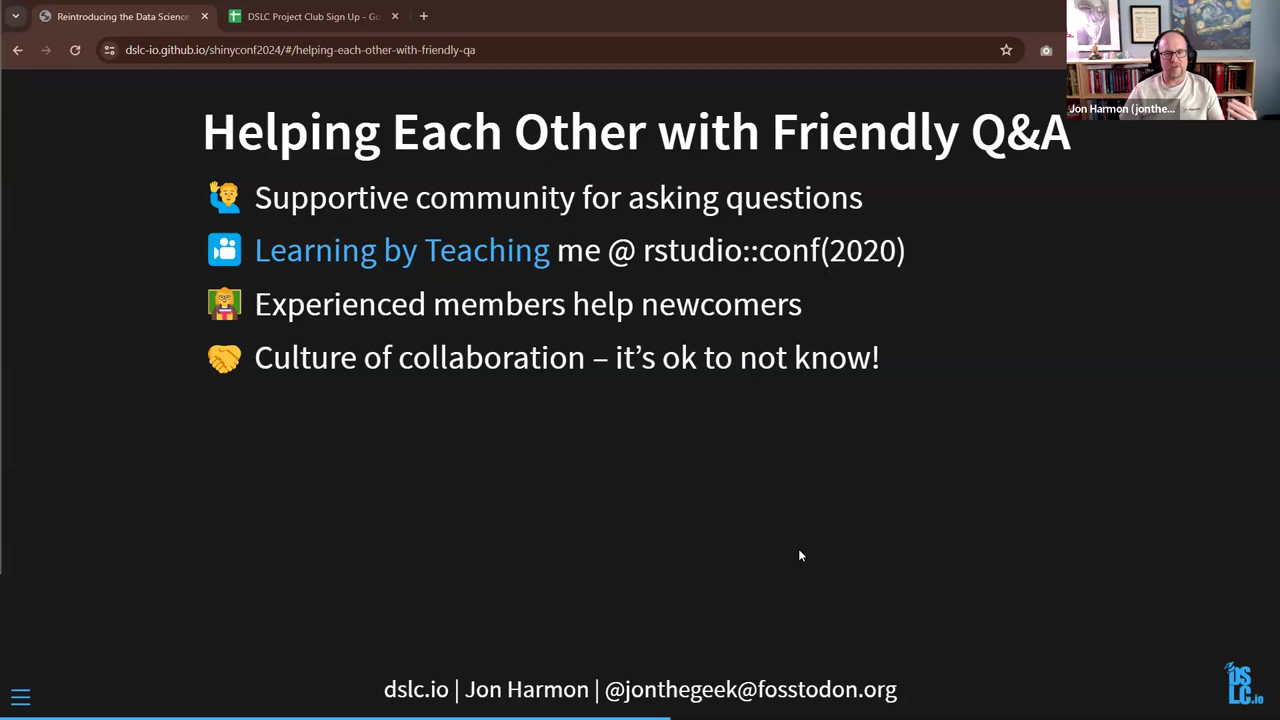 Reintroducing the Data Science
DSLC Project Club Sign Up - Go
dslc-io.github.io/shinyconf2024/#/helping-each-other-with-friendly-qa
Jon Harmon (jonthe...
Helping Each Other with Friendly Q&A
Supportive community for asking questions
Learning by Teaching me @ rstudio::conf(2020)
Experienced members help newcomers
Culture of collaboration – it's ok to not know!
dslc.io | Jon Harmon | @jonthegeek@fosstodon.org
DS
LC.io